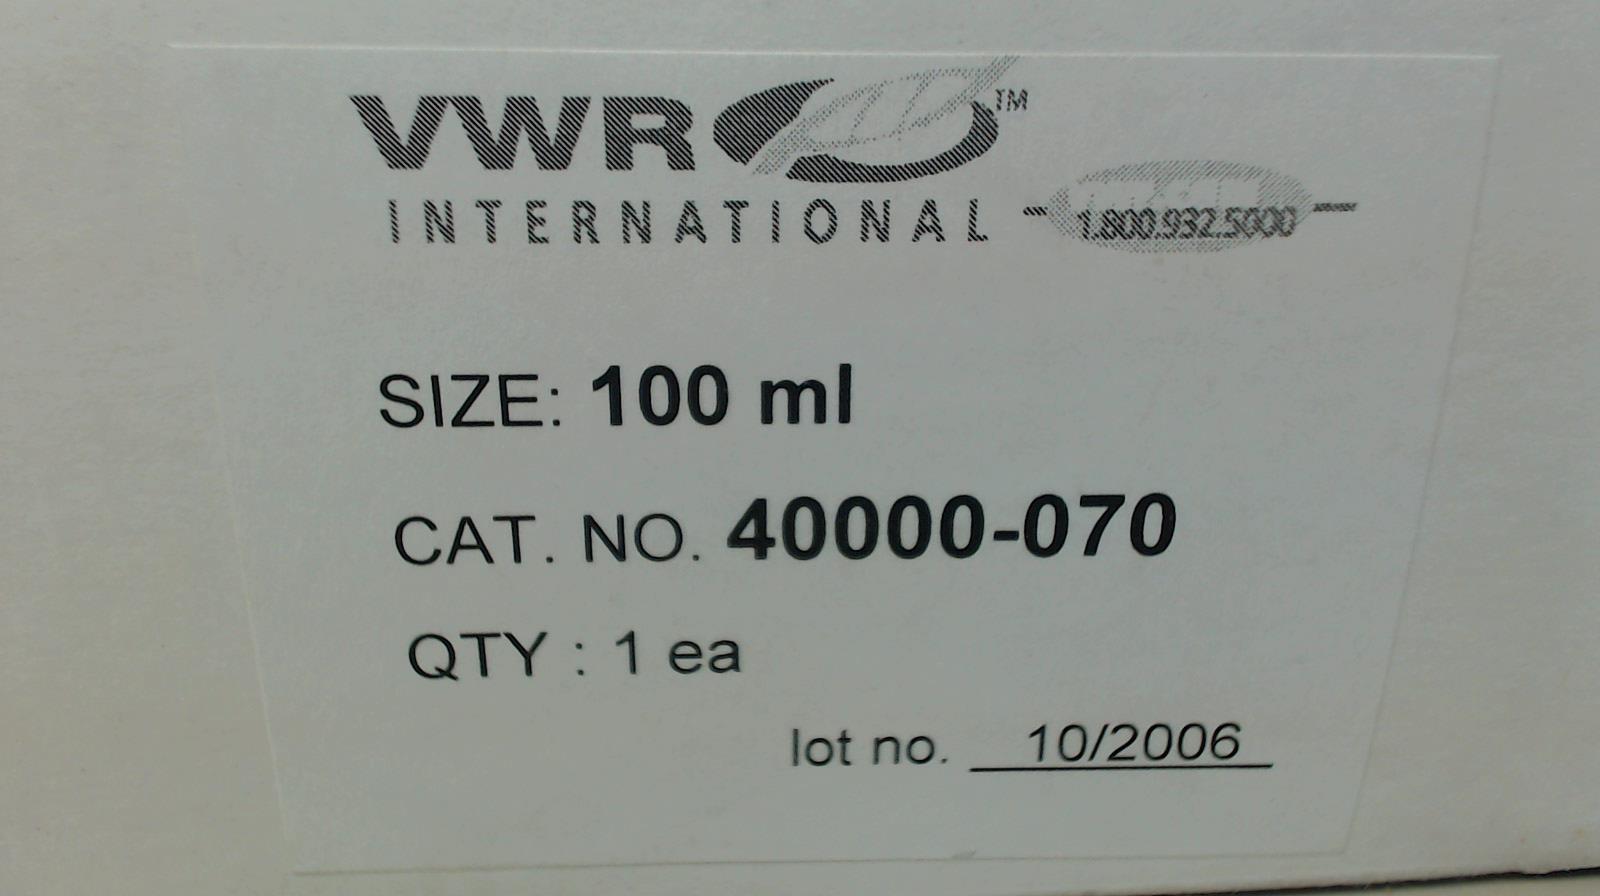 VWR™
INTERNATIONAL
1.800.932.5000
SIZE: 100 ml
CAT. NO. 40000-070
QTY : 1 ea
lot no. 10/2006